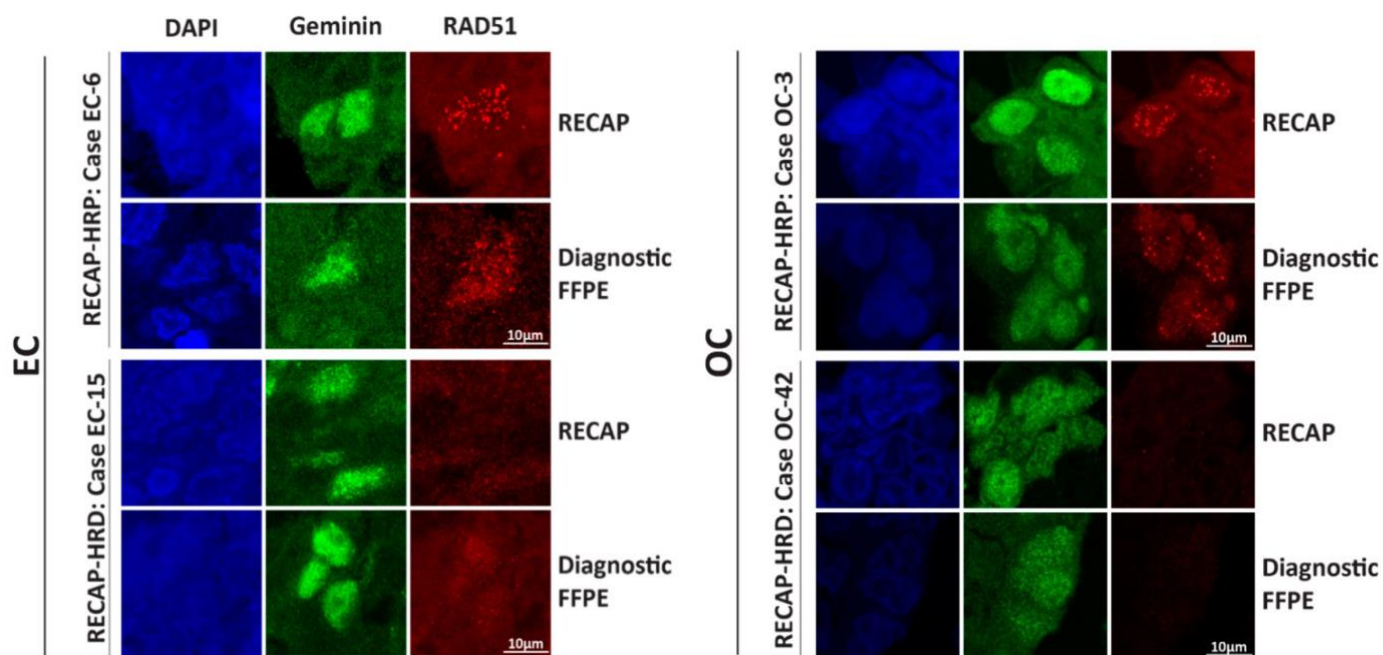 DAPI Geminin RAD51
EC
RECAP-HRP: Case EC-6
RECAP
Diagnostic
FFPE
10μm
RECAP-HRD: Case EC-15
RECAP
Diagnostic
FFPE
10μm
OC
RECAP-HRP: Case OC-3
RECAP
Diagnostic
FFPE
10μm
RECAP-HRD: Case OC-42
RECAP
Diagnostic
FFPE
10μm